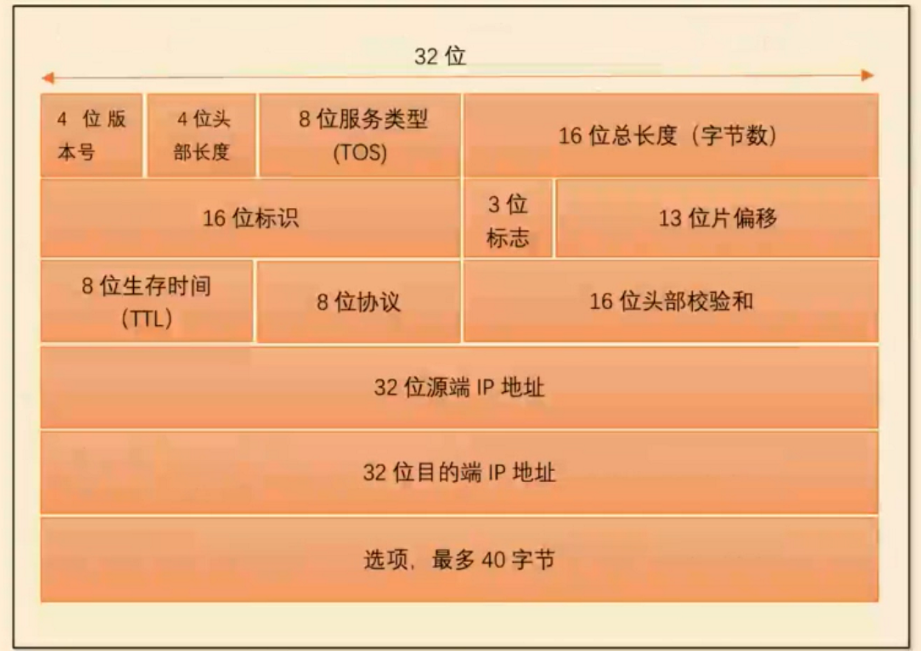 32 位
4 位版
本号
4 位头
部长度
8 位服务类型
(TOS)
16 位总长度（字节数）
16 位标识
3 位
标志
13 位片偏移
8 位生存时间
（TTL）
8 位协议
16 位头部校验和
32 位源端 IP 地址
32 位目的端 IP 地址
选项，最多 40 字节